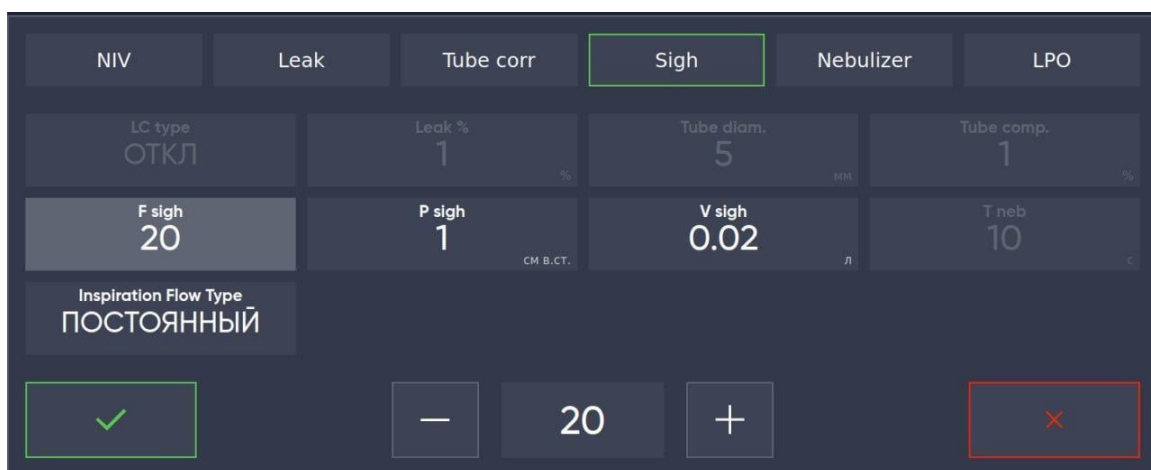 NIV Leak Tube corr Sigh Nebulizer LPO
LC type Leak % Tube diam. Tube comp.
ОТКЛ 1 % 5 мм 1 %
F sigh P sigh V sigh T neb
20 1 см в.ст. 0.02 л 10 с
Inspiration Flow Type
ПОСТОЯННЫЙ
20